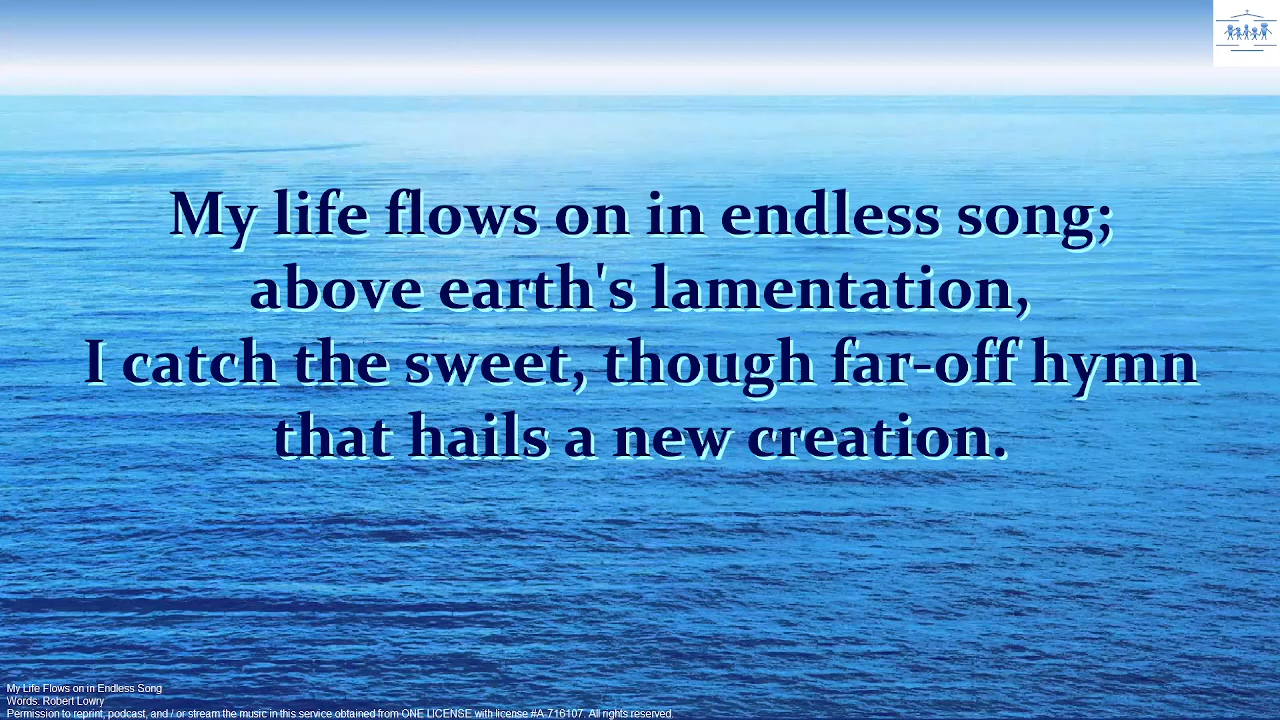 My life flows on in endless song;
above earth's lamentation,
I catch the sweet, though far-off hymn
that hails a new creation.
My Life Flows on in Endless Song
Words: Robert Lowry
Permission to reprint, podcast, and / or stream the music in this service obtained from ONE LICENSE with license #A-716107. All rights reserved.